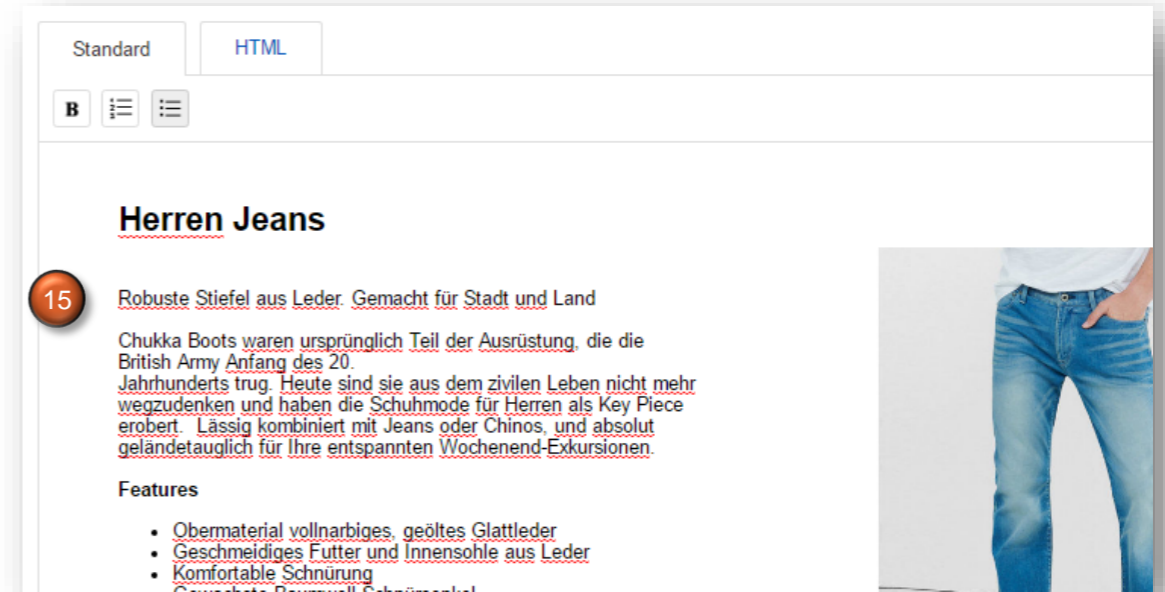 Standard
HTML
B
Herren Jeans
15
Robuste Stiefel aus Leder. Gemacht für Stadt und Land
Chukka Boots waren ursprünglich Teil der Ausrüstung, die die
British Army Anfang des 20.
Jahrhunderts trug. Heute sind sie aus dem zivilen Leben nicht mehr
wegzudenken und haben die Schuhmode für Herren als Key Piece
erobert.  Lässig kombiniert mit Jeans oder Chinos, und absolut
geländetauglich für Ihre entspannten Wochenend-Exkursionen.
Features
• Obermaterial vollnarbiges, geöltes Glattleder
• Geschmeidiges Futter und Innensohle aus Leder
• Komfortable Schnürung